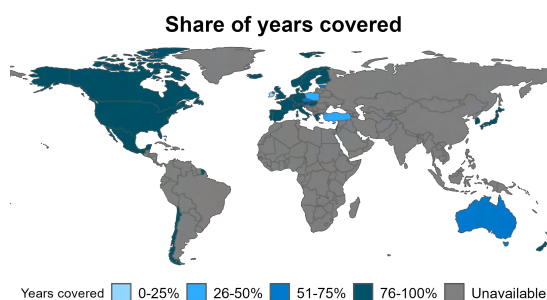 Share of years covered
Years covered 0-25% 26-50% 51-75% 76-100% Unavailable